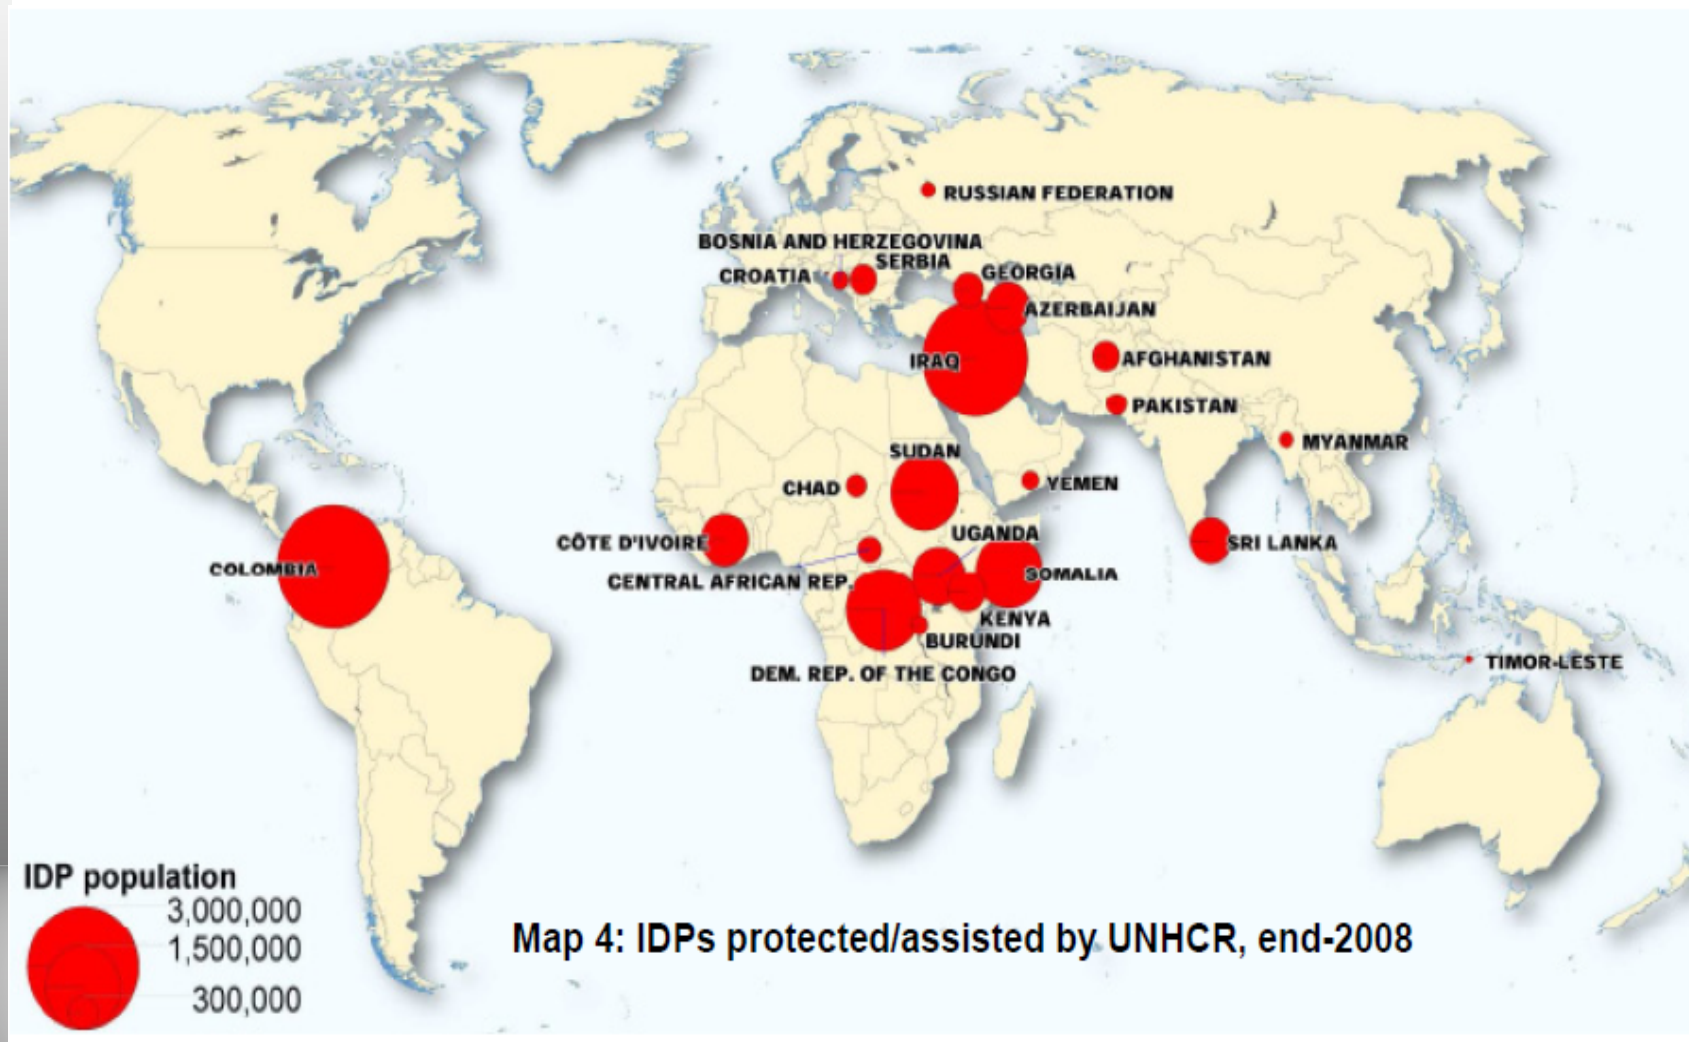 RUSSIAN FEDERATION
BOSNIA AND HERZEGOVINA
SERBIA
CROATIA
GEORGIA
AZERBAIJAN
IRAQ
AFGHANISTAN
PAKISTAN
MYANMAR
SUDAN
CHAD
YEMEN
CÔTE D'IVOIRE
UGANDA
SRI LANKA
COLOMBIA
CENTRAL AFRICAN REP.
SOMALIA
KENYA
BURUNDI
DEM. REP. OF THE CONGO
TIMOR-LESTE
IDP population
3,000,000
1,500,000
300,000
Map 4: IDPs protected/assisted by UNHCR, end-2008